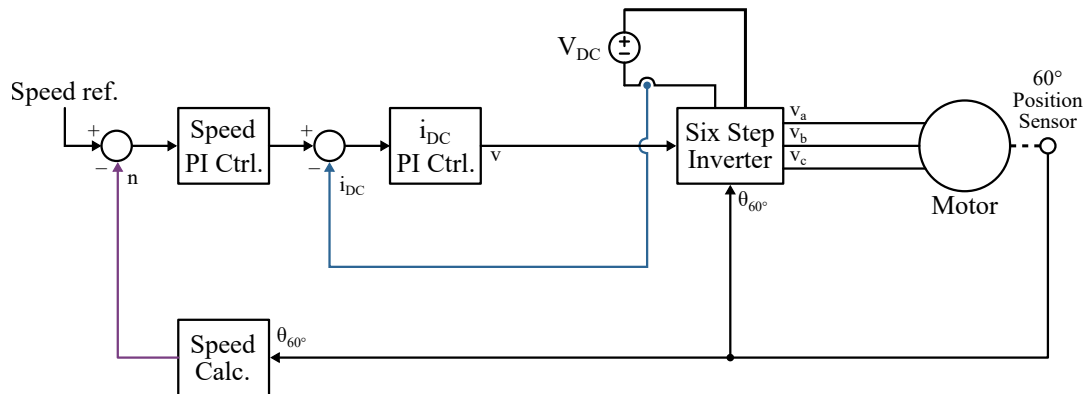 V_DC
+
−
60°
Position
Sensor
Speed ref.
+
−
n
Speed
PI Ctrl.
+
−
i_DC
i_DC
PI Ctrl.
v
Six Step
Inverter
v_a
v_b
v_c
θ_60°
Motor
θ_60°
Speed
Calc.